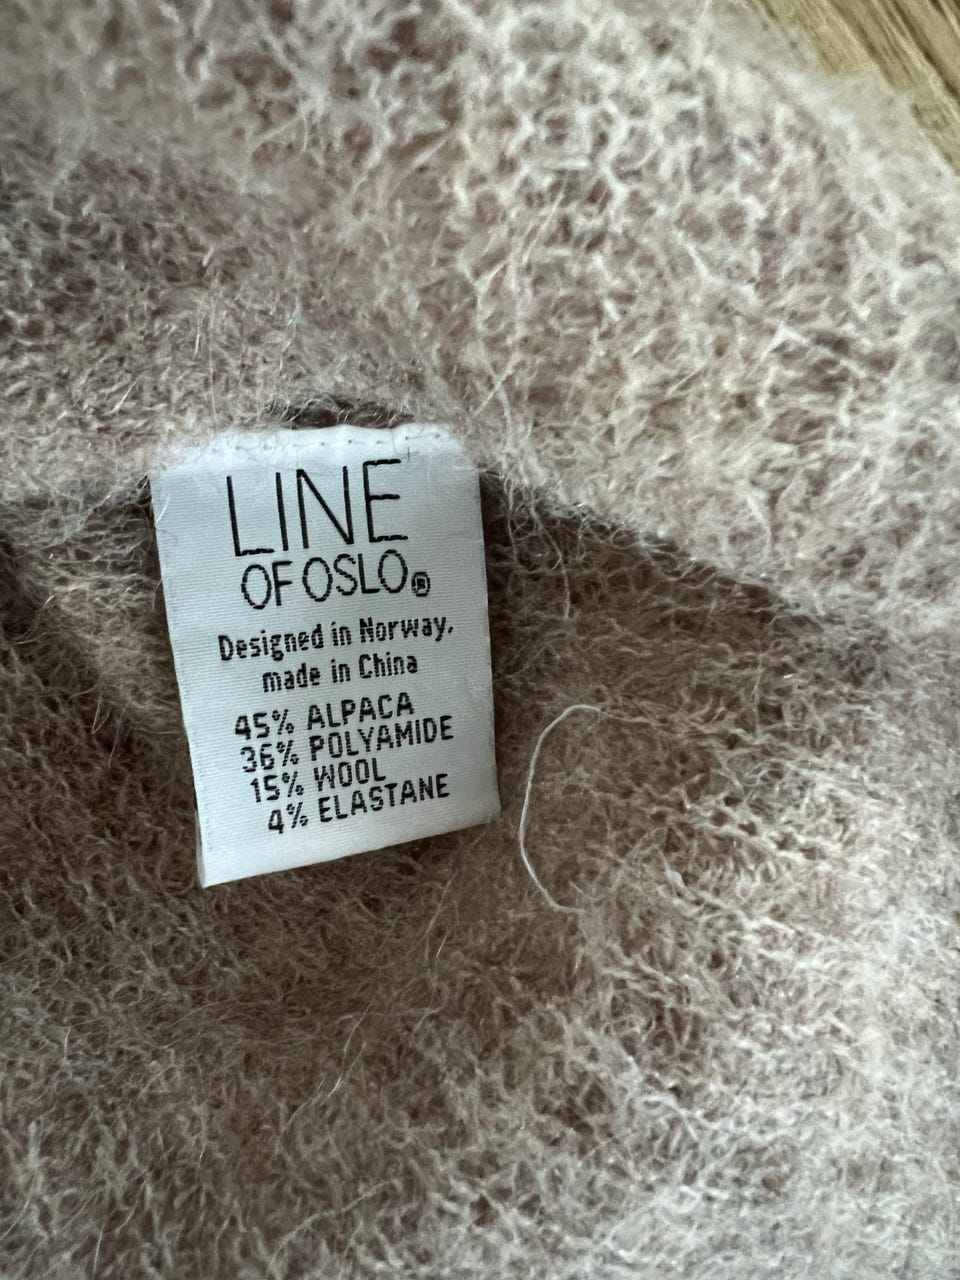 LINE
OF OSLO®
Designed in Norway,
made in China
45% ALPACA
36% POLYAMIDE
15% WOOL
4% ELASTANE